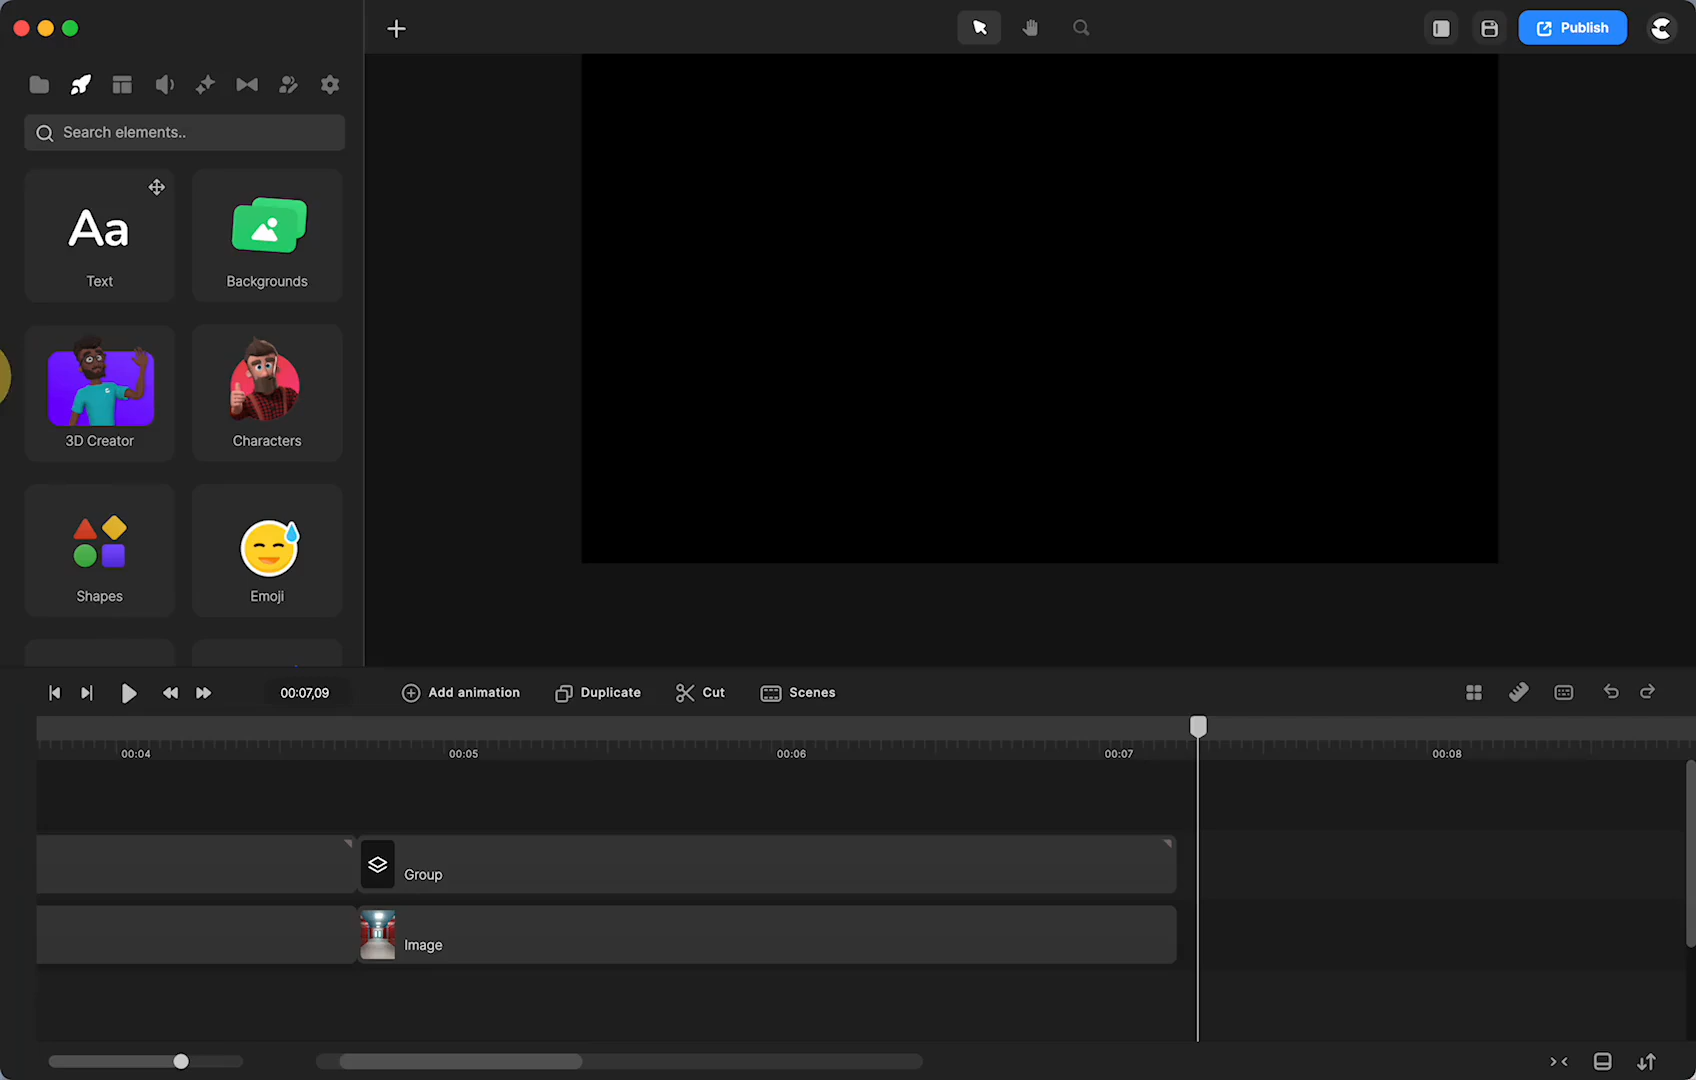 Publish
Search elements..
Aa
Text
Backgrounds
3D Creator
Characters
Shapes
Emoji
00:07,09
Add animation
Duplicate
Cut
Scenes
00:04
00:05
00:06
00:07
00:08
Group
Image